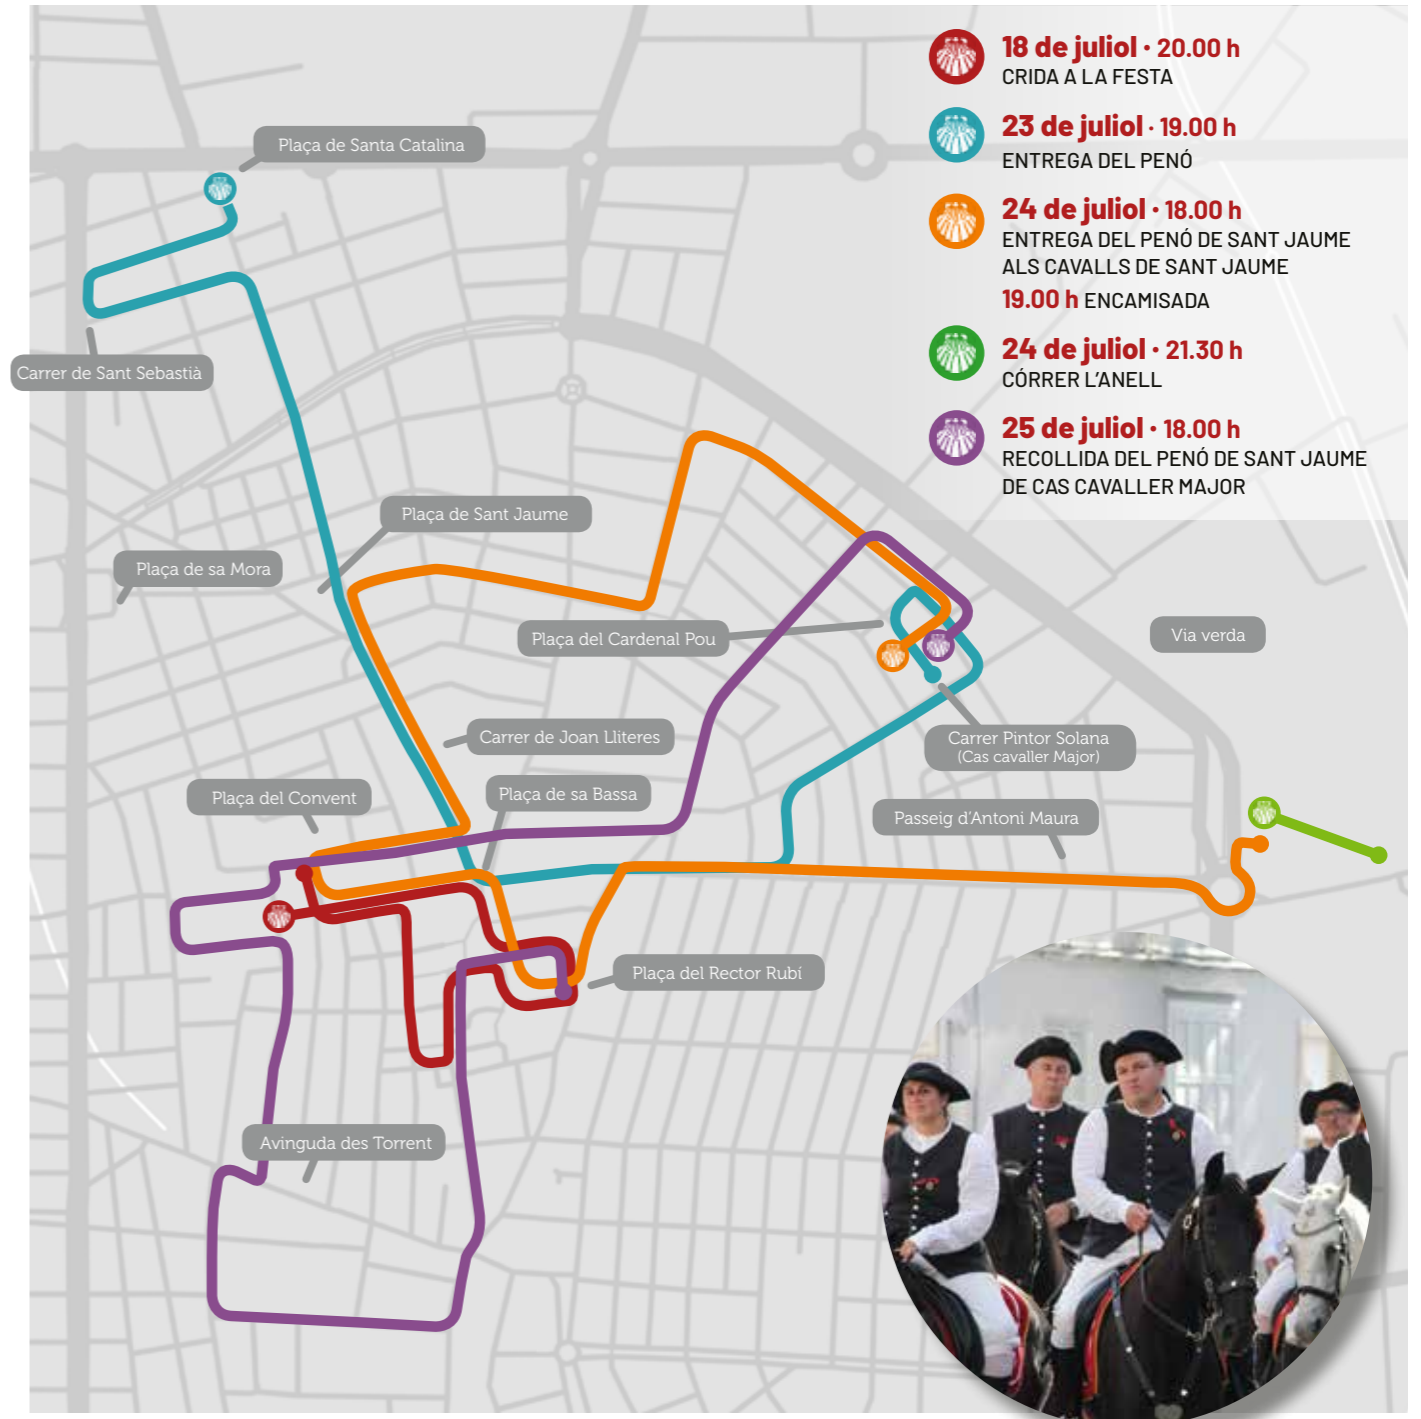 18 de juliol · 20.00 h
CRIDA A LA FESTA
23 de juliol · 19.00 h
ENTREGA DEL PENÓ
24 de juliol · 18.00 h
ENTREGA DEL PENÓ DE SANT JAUME
ALS CAVALLS DE SANT JAUME
19.00 h ENCAMISADA
24 de juliol · 21.30 h
CÓRRER L'ANELL
25 de juliol · 18.00 h
RECOLLIDA DEL PENÓ DE SANT JAUME
DE CAS CAVALLER MAJOR
Plaça de Santa Catalina
Carrer de Sant Sebastià
Plaça de Sant Jaume
Plaça de sa Mora
Plaça del Cardenal Pou
Via verda
Carrer de Joan Lliteres
Carrer Pintor Solana
(Cas cavaller Major)
Plaça del Convent
Plaça de sa Bassa
Passeig d'Antoni Maura
Plaça del Rector Rubí
Avinguda des Torrent